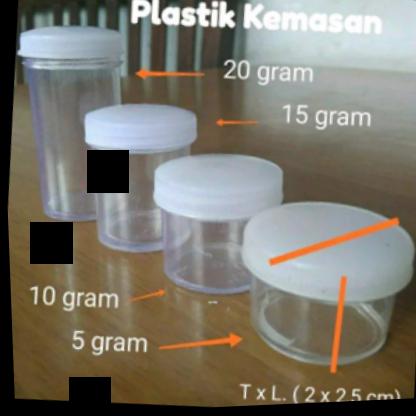 Plastik Kemasan
20 gram
15 gram
10 gram
5 gram
T x L. ( 2 x 2.5 cm)